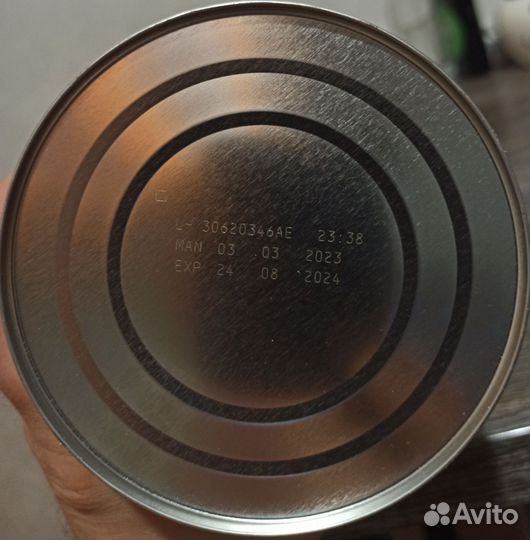 L- 30620346AE 23:38
MAN 03 .03 2023
EXP 24 08 2024
Avito